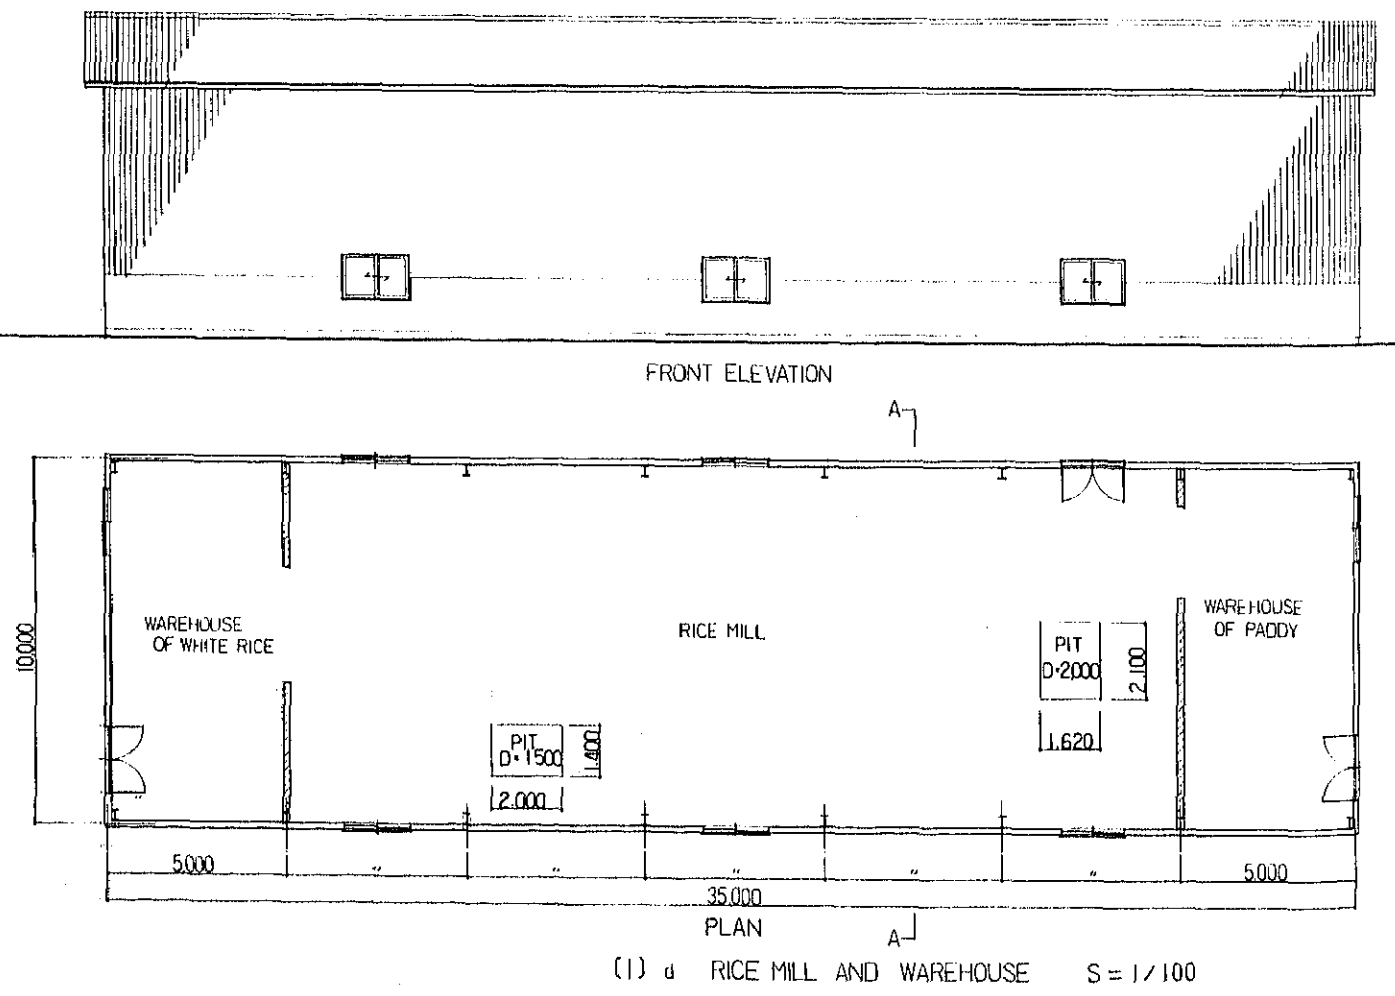 FRONT ELEVATION
A
10.000
WAREHOUSE
OF WHITE RICE
RICE MILL
WAREHOUSE
OF PADDY
PIT
D=2,000
2.100
1.620
PIT
D=1500
1.400
2.000
5.000
"
"
"
"
"
5.000
35.000
PLAN
A
(1) d RICE MILL AND WAREHOUSE S = 1/100